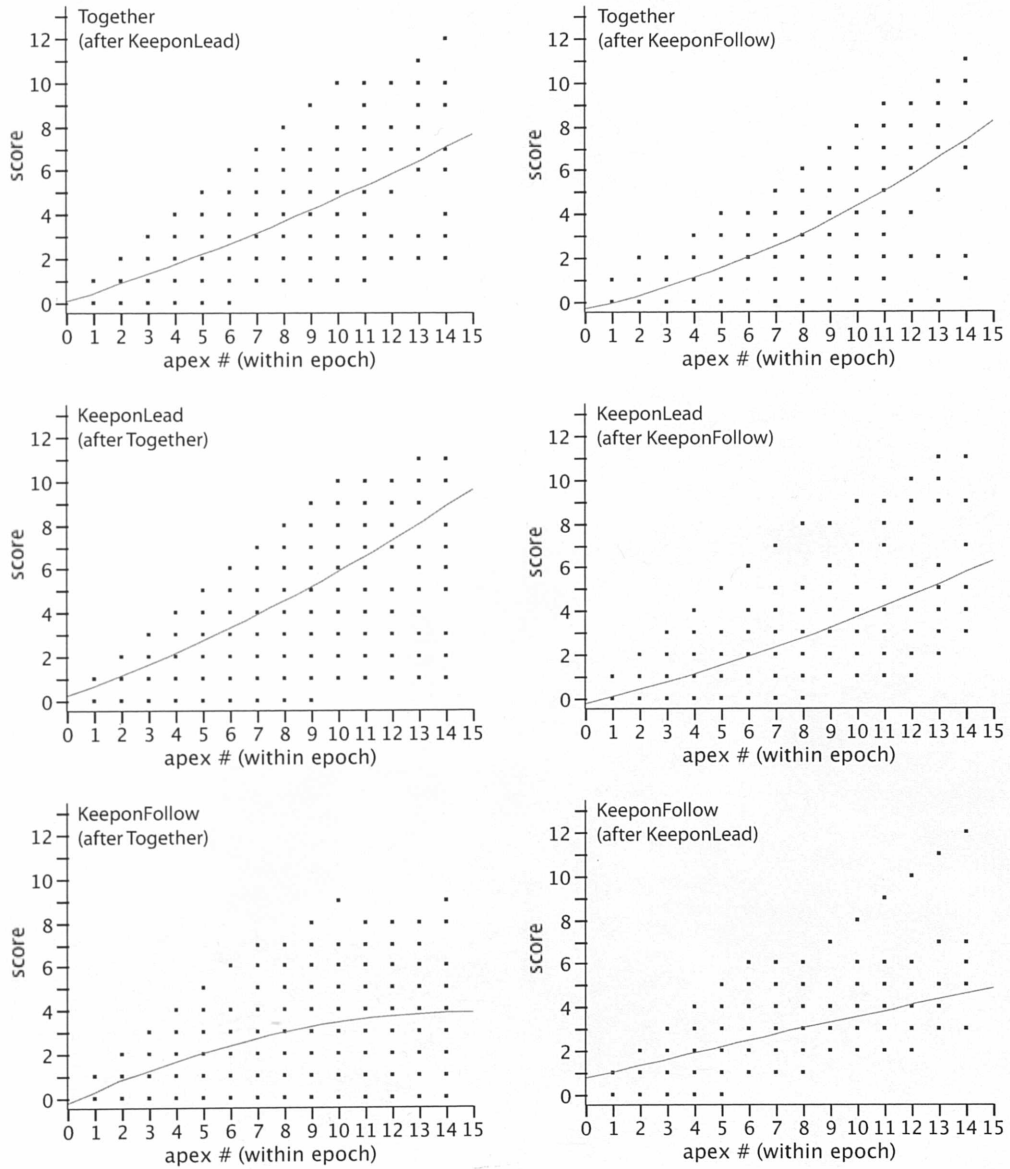 Together
(after KeeponLead)
12
10
8
6
4
2
0
score
0 1 2 3 4 5 6 7 8 9 10 11 12 13 14 15
apex # (within epoch)
Together
(after KeeponFollow)
12
10
8
6
4
2
0
score
0 1 2 3 4 5 6 7 8 9 10 11 12 13 14 15
apex # (within epoch)
KeeponLead
(after Together)
12
10
8
6
4
2
0
score
0 1 2 3 4 5 6 7 8 9 10 11 12 13 14 15
apex # (within epoch)
KeeponLead
(after KeeponFollow)
12
10
8
6
4
2
0
score
0 1 2 3 4 5 6 7 8 9 10 11 12 13 14 15
apex # (within epoch)
KeeponFollow
(after Together)
12
10
8
6
4
2
0
score
0 1 2 3 4 5 6 7 8 9 10 11 12 13 14 15
apex # (within epoch)
KeeponFollow
(after KeeponLead)
12
10
8
6
4
2
0
score
0 1 2 3 4 5 6 7 8 9 10 11 12 13 14 15
apex # (within epoch)